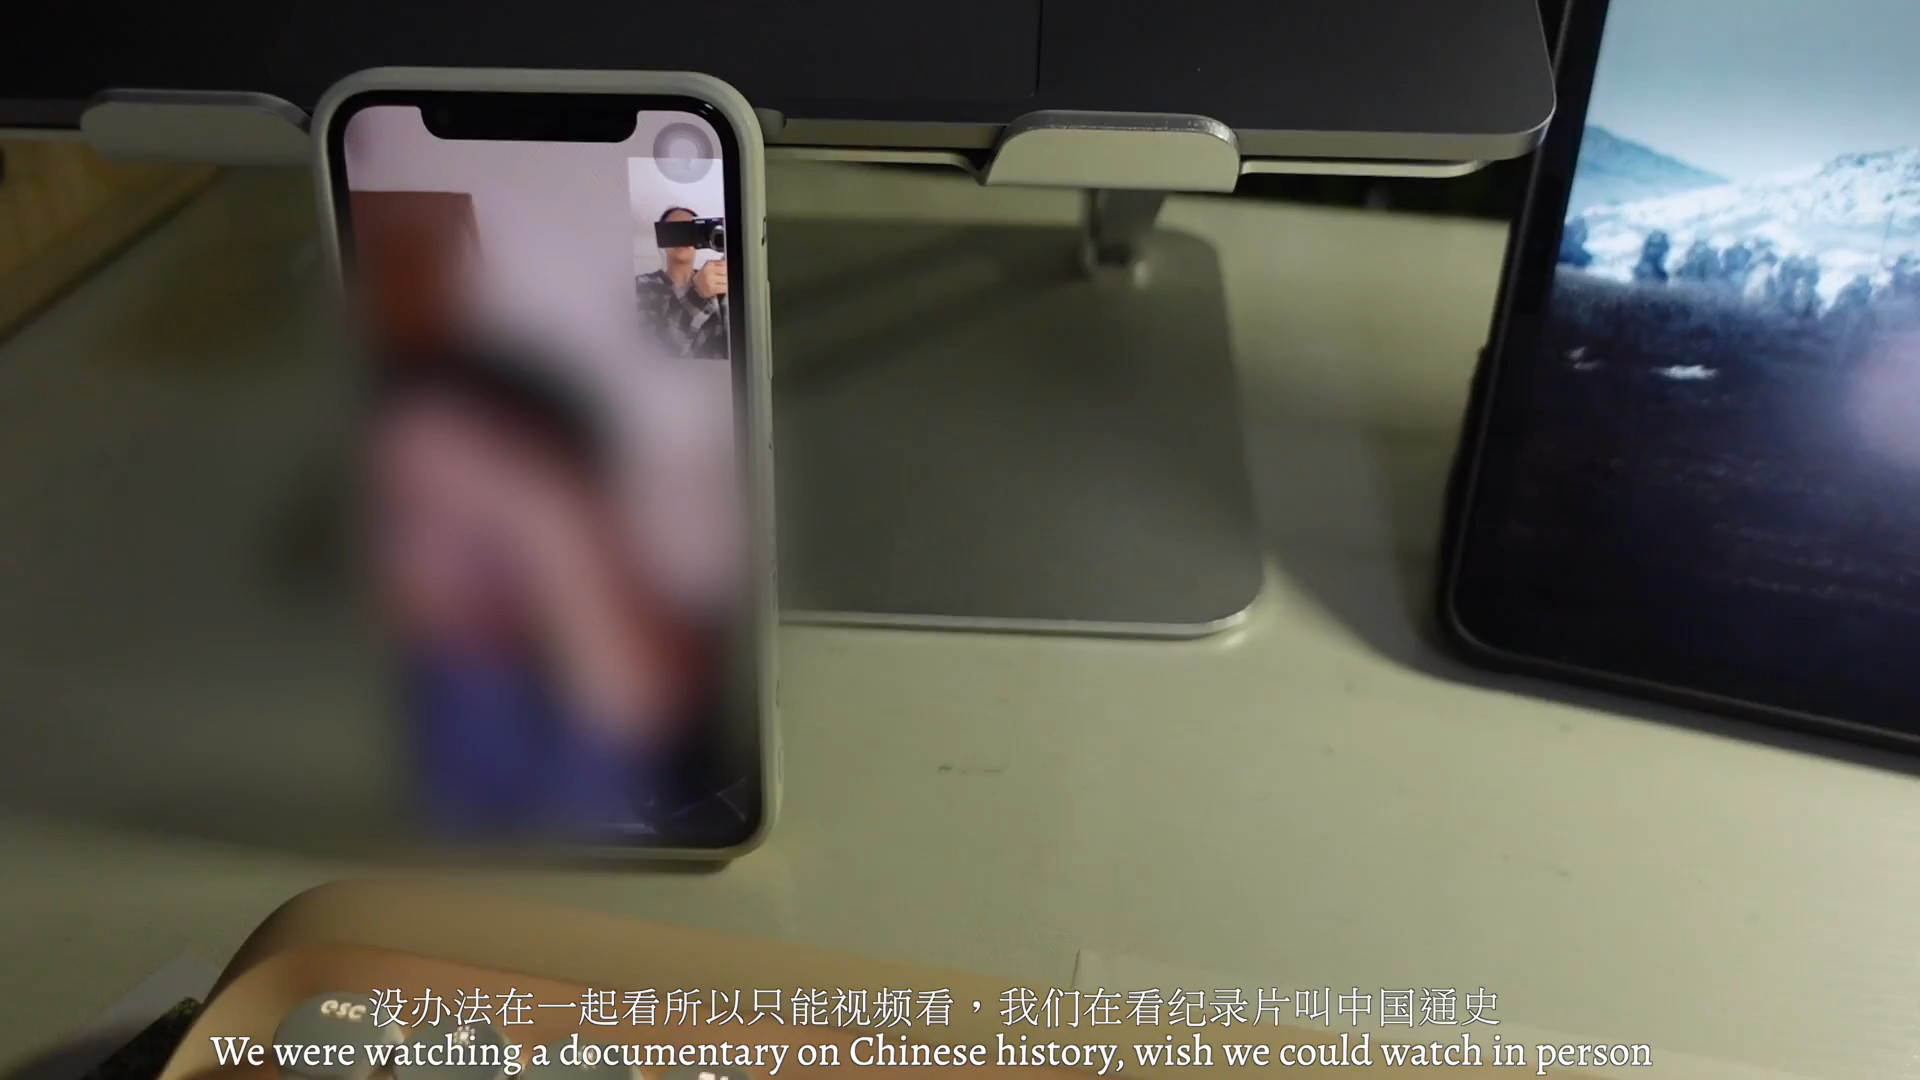 esc
没办法在一起看所以只能视频看，我们在看纪录片叫中国通史
We were watching a documentary on Chinese history, wish we could watch in person